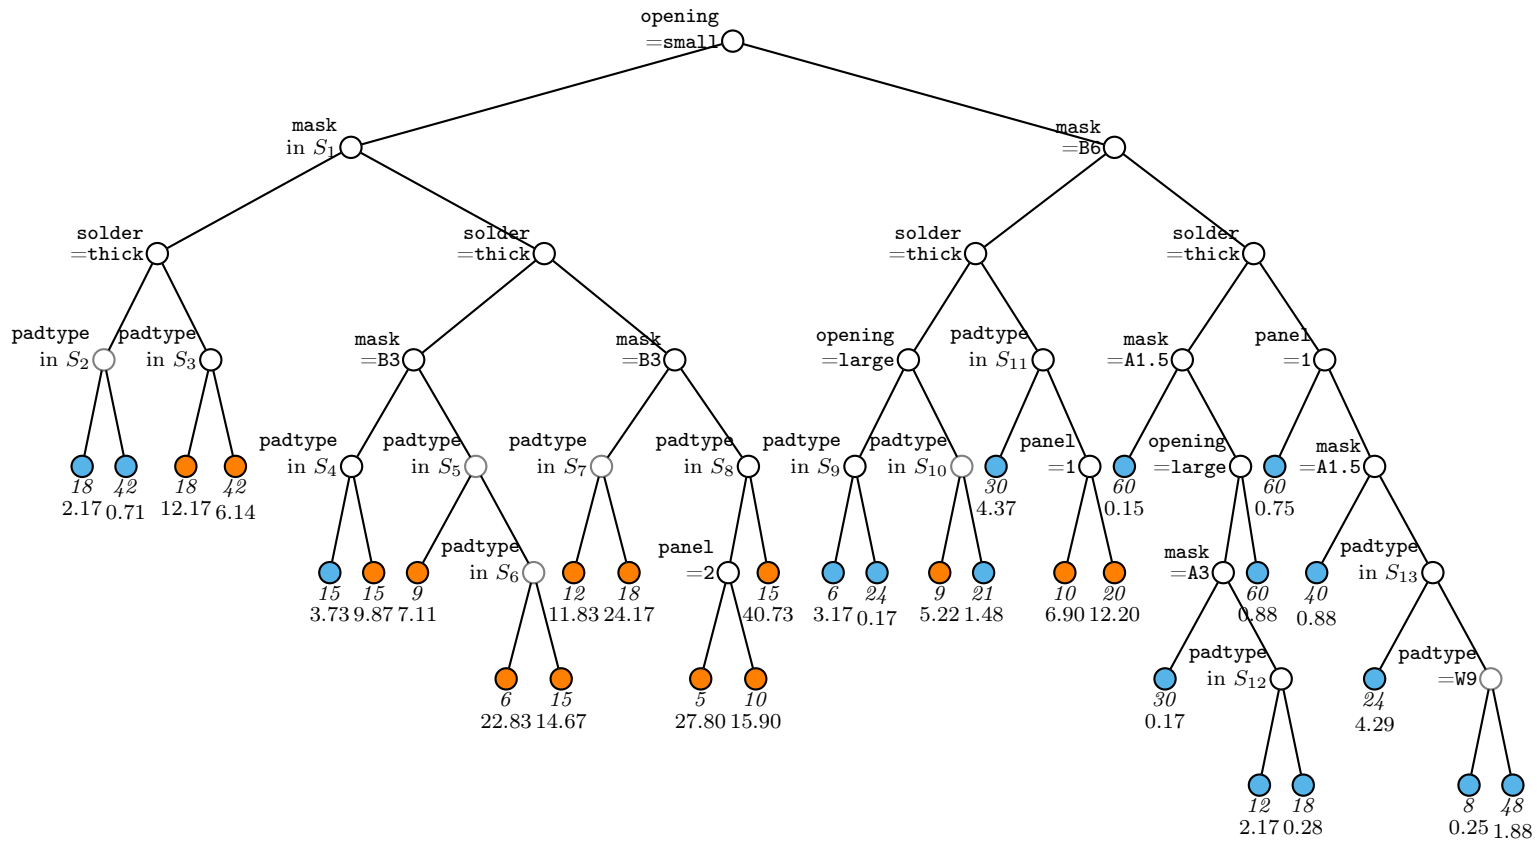 opening
=small
mask
in S1
mask
=B6
solder
=thick
solder
=thick
solder
=thick
solder
=thick
padtype
in S2
padtype
in S3
mask
=B3
mask
=B3
opening
=large
padtype
in S11
mask
=A1.5
panel
=1
18
2.17
42
0.71
18
12.17
42
6.14
padtype
in S4
padtype
in S5
padtype
in S7
padtype
in S8
padtype
in S9
padtype
in S10
30
4.37
panel
=1
60
0.15
opening
=large
60
0.75
mask
=A1.5
15
3.73
15
9.87
9
7.11
padtype
in S6
12
11.83
18
24.17
panel
=2
15
40.73
6
3.17
24
0.17
9
5.22
21
1.48
10
6.90
20
12.20
mask
=A3
60
0.88
40
0.88
padtype
in S13
6
22.83
15
14.67
5
27.80
10
15.90
30
0.17
padtype
in S12
24
4.29
padtype
=W9
12
2.17
18
0.28
8
0.25
48
1.88